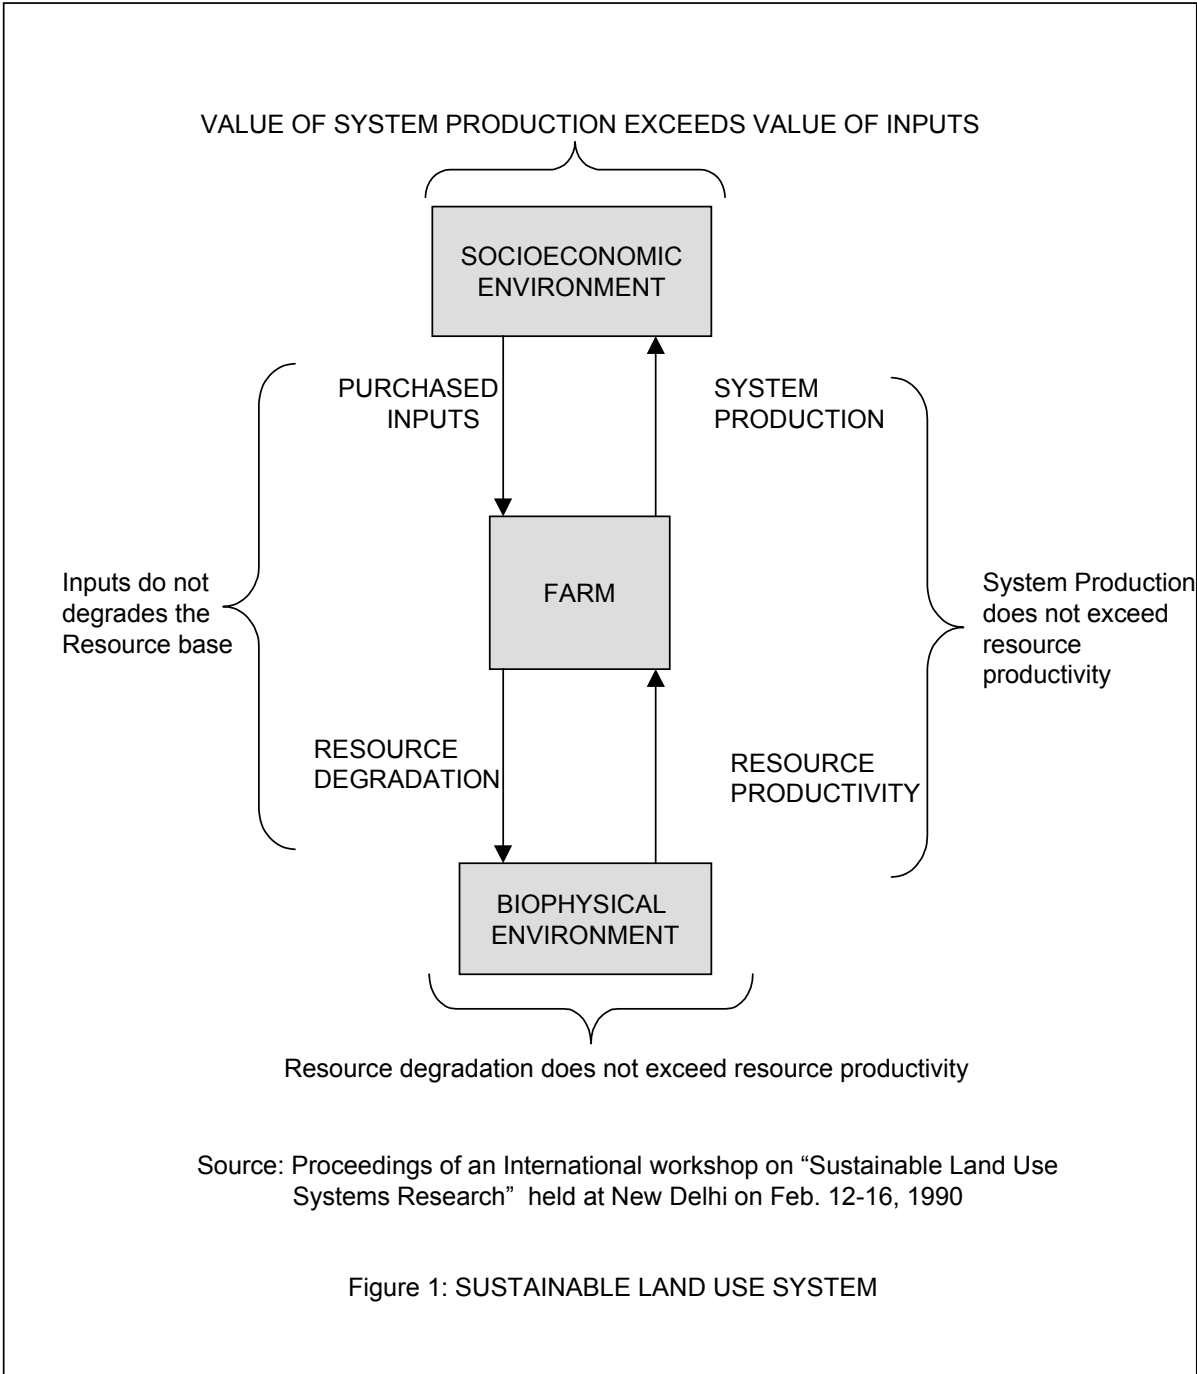 VALUE OF SYSTEM PRODUCTION EXCEEDS VALUE OF INPUTS
SOCIOECONOMIC
ENVIRONMENT
PURCHASED
INPUTS
SYSTEM
PRODUCTION
Inputs do not
degrades the
Resource base
FARM
System Production
does not exceed
resource
productivity
RESOURCE
DEGRADATION
RESOURCE
PRODUCTIVITY
BIOPHYSICAL
ENVIRONMENT
Resource degradation does not exceed resource productivity
Source: Proceedings of an International workshop on “Sustainable Land Use
Systems Research”  held at New Delhi on Feb. 12-16, 1990
Figure 1: SUSTAINABLE LAND USE SYSTEM